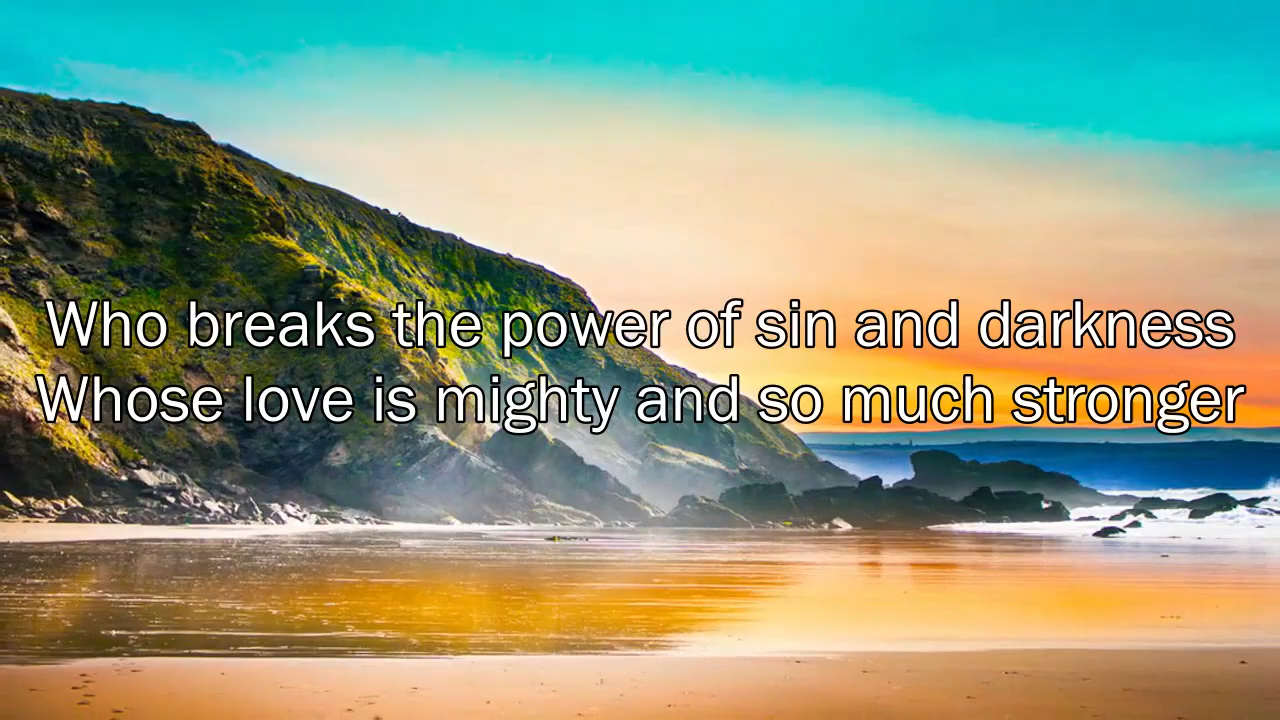 Who breaks the power of sin and darkness
Whose love is mighty and so much stronger